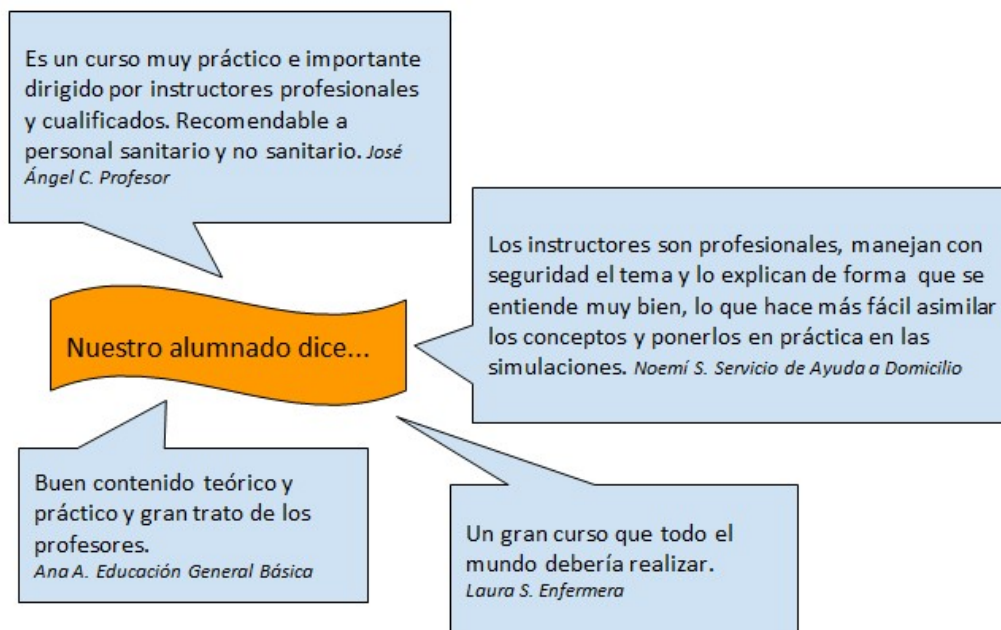 Es un curso muy práctico e importante
dirigido por instructores profesionales
y cualificados. Recomendable a
personal sanitario y no sanitario. José
Ángel C. Profesor
Los instructores son profesionales, manejan con
seguridad el tema y lo explican de forma que se
entiende muy bien, lo que hace más fácil asimilar
los conceptos y ponerlos en práctica en las
simulaciones. Noemí S. Servicio de Ayuda a Domicilio
Nuestro alumnado dice...
Buen contenido teórico y
práctico y gran trato de los
profesores.
Ana A. Educación General Básica
Un gran curso que todo el
mundo debería realizar.
Laura S. Enfermera